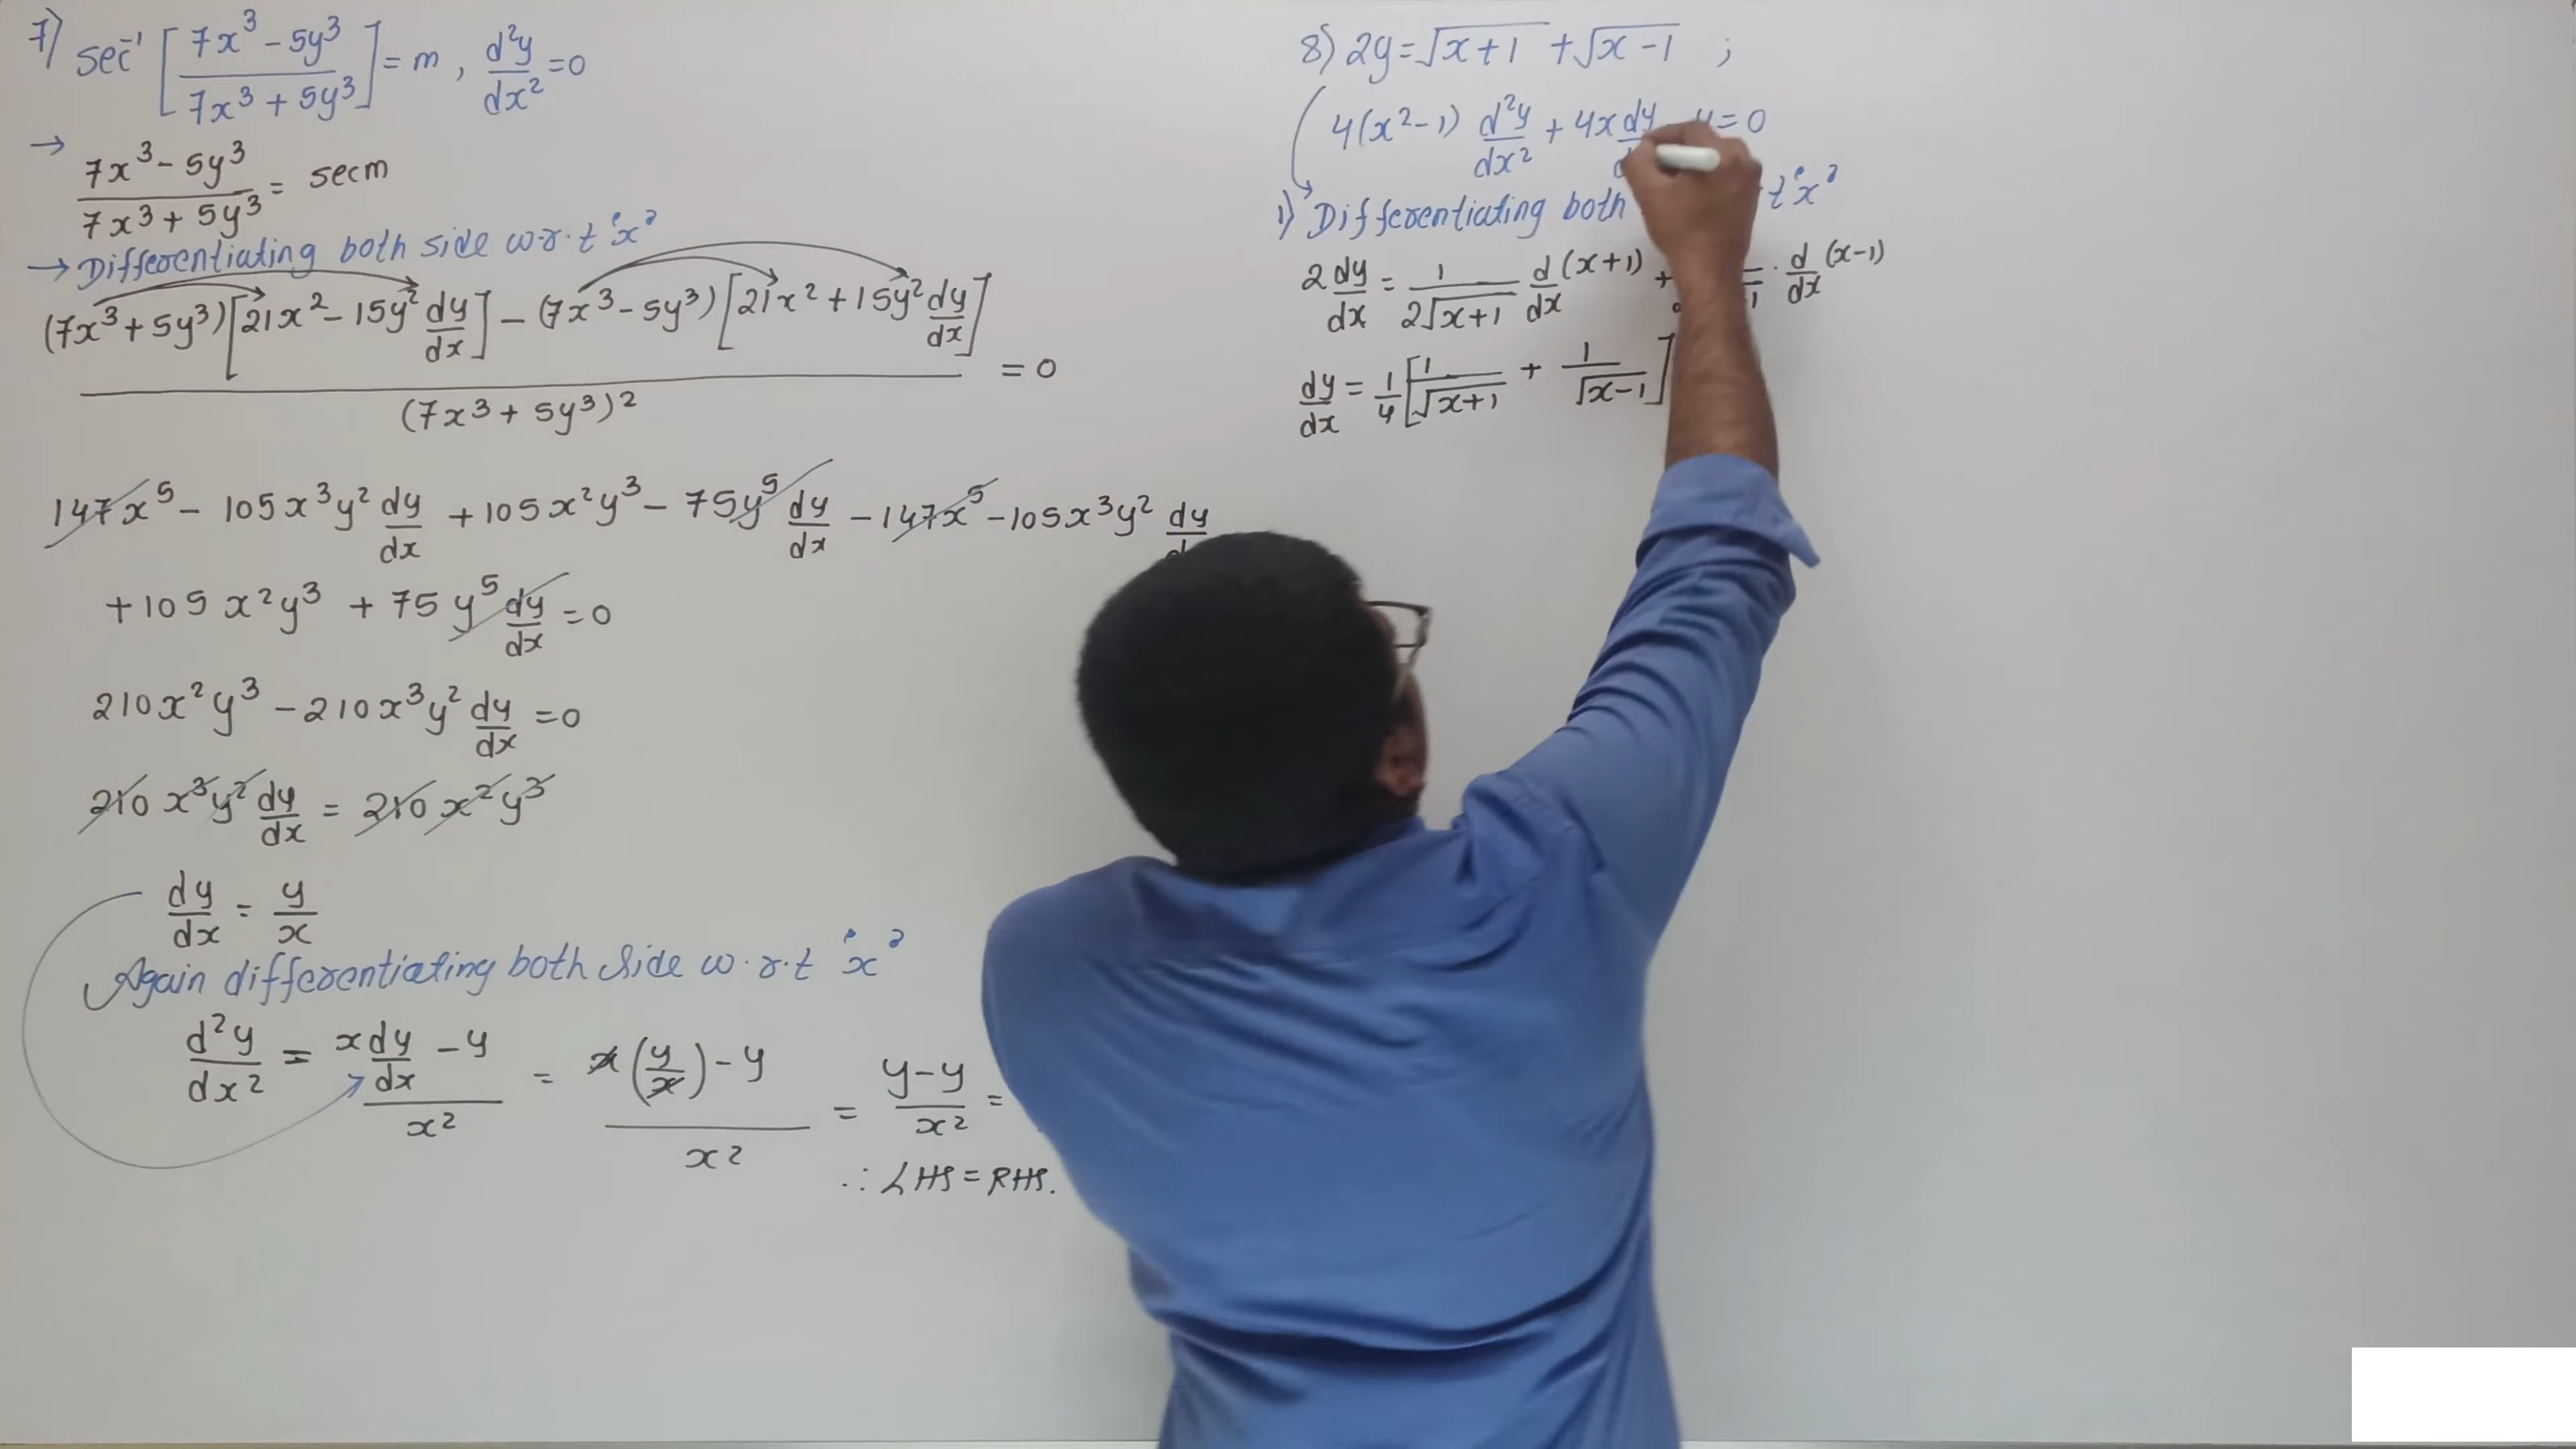 7) sec⁻¹ [(7x³ - 5y³)/(7x³ + 5y³)] = m , d²y/dx² = 0
→ (7x³ - 5y³)/(7x³ + 5y³) = sec m
→ Differentiating both side w.r.t 'x'
((7x³ + 5y³)[21x² - 15y² dy/dx] - (7x³ - 5y³)[21x² + 15y² dy/dx])/(7x³ + 5y³)² = 0
147x⁵ - 105x³y² dy/dx + 105x²y³ - 75y⁵ dy/dx - 147x⁵ - 105x³y² dy/d
+ 105x²y³ + 75y⁵ dy/dx = 0
210x²y³ - 210x³y² dy/dx = 0
210x³y² dy/dx = 210x²y³
dy/dx = y/x
Again differentiating both side w.r.t 'x'
d²y/dx² = (x dy/dx - y)/x² = (x(y/x) - y)/x² = (y - y)/x² =
∴ LHS = RHS.
8) 2y = √(x+1) + √(x-1) ;
4(x² - 1) d²y/dx² + 4x dy/d - y = 0
1) Differentiating both t 'x'
2 dy/dx = 1/(2√(x+1)) d/dx (x+1) + · d/dx (x-1)
dy/dx = 1/4 [1/√(x+1) + 1/√(x-1)]